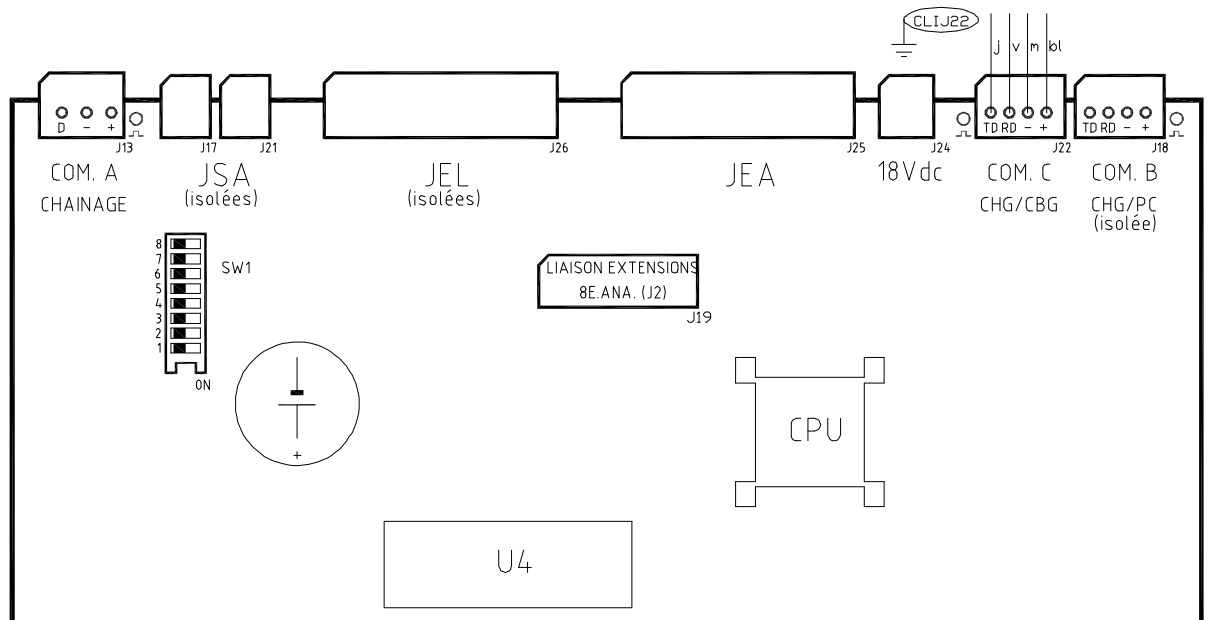 CLIJ22
j v m bl
D - +
TD RD - +
TD RD - +
J13
J17
J21
J26
J25
J24
J22
J18
COM. A
CHAINAGE
JSA
(isolées)
JEL
(isolées)
JEA
18Vdc
COM. C
CHG/CBG
COM. B
CHG/PC
(isolée)
8
7
6
5
4
3
2
1
SW1
ON
LIAISON EXTENSIONS
8E.ANA. (J2)
J19
+
CPU
U4